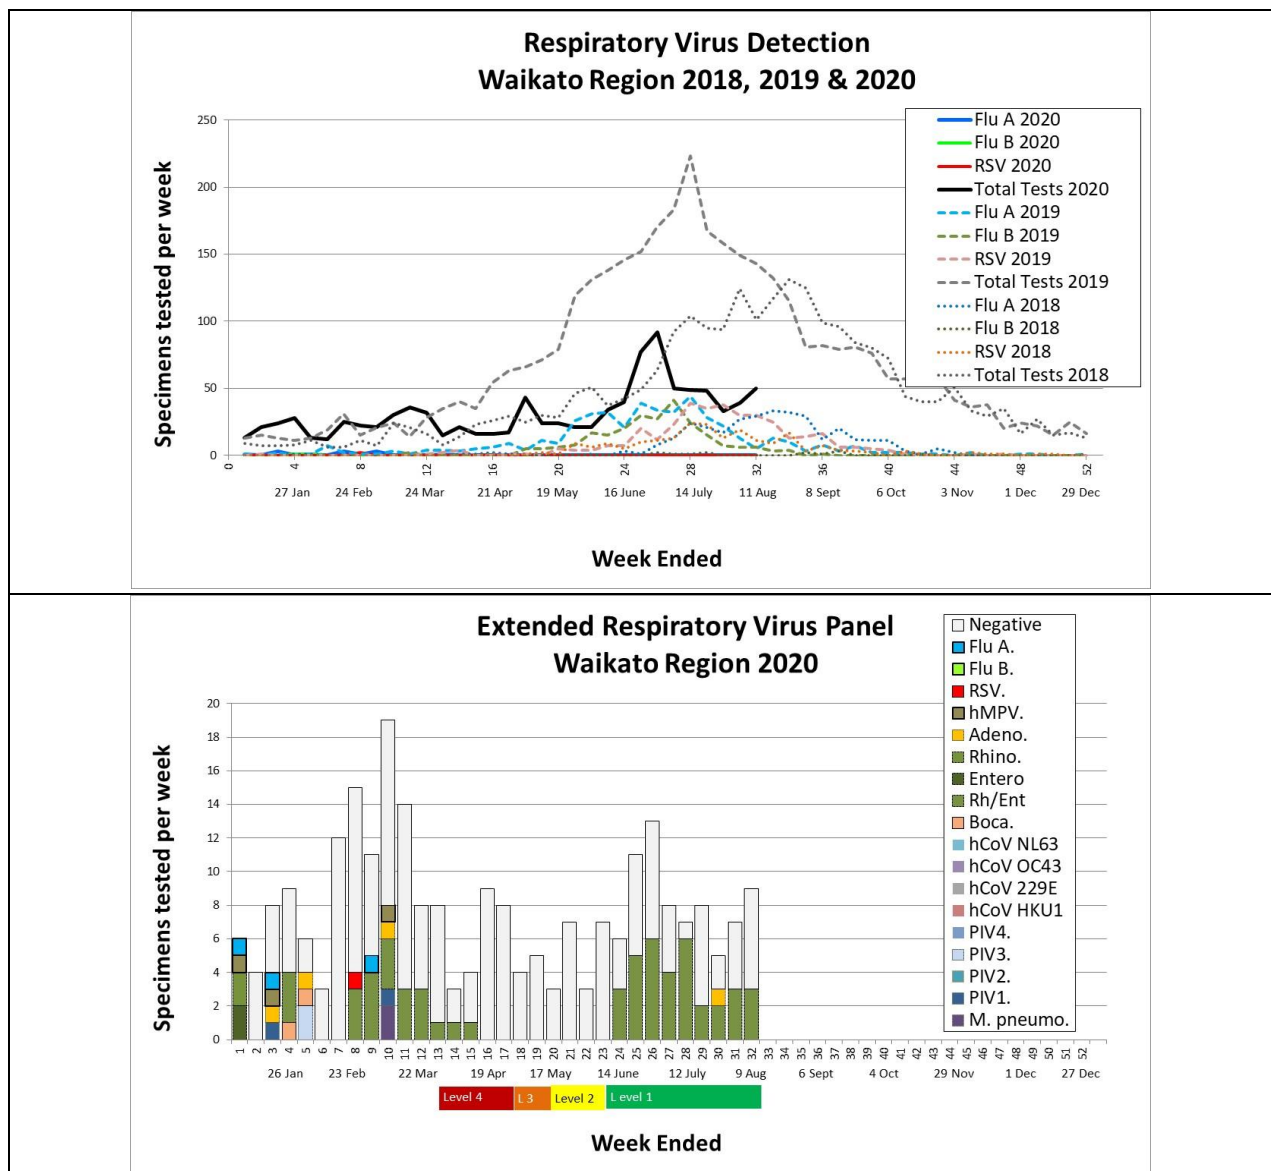 Respiratory Virus Detection
Waikato Region 2018, 2019 & 2020
Specimens tested per week
250
200
150
100
50
0
0 4 8 12 16 20 24 28 32 36 40 44 48 52
27 Jan 24 Feb 24 Mar 21 Apr 19 May 16 June 14 July 11 Aug 8 Sept 6 Oct 3 Nov 1 Dec 29 Dec
Week Ended
Flu A 2020
Flu B 2020
RSV 2020
Total Tests 2020
Flu A 2019
Flu B 2019
RSV 2019
Total Tests 2019
Flu A 2018
Flu B 2018
RSV 2018
Total Tests 2018
Extended Respiratory Virus Panel
Waikato Region 2020
Specimens tested per week
20
18
16
14
12
10
8
6
4
2
0
1 2 3 4 5 6 7 8 9 10 11 12 13 14 15 16 17 18 19 20 21 22 23 24 25 26 27 28 29 30 31 32 33 34 35 36 37 38 39 40 41 42 43 44 45 46 47 48 49 50 51 52
26 Jan 23 Feb 22 Mar 19 Apr 17 May 14 June 12 July 9 Aug 6 Sept 4 Oct 29 Nov 1 Dec 27 Dec
Level 4 L 3 Level 2 L evel 1
Week Ended
Negative
Flu A.
Flu B.
RSV.
hMPV.
Adeno.
Rhino.
Entero
Rh/Ent
Boca.
hCoV NL63
hCoV OC43
hCoV 229E
hCoV HKU1
PIV4.
PIV3.
PIV2.
PIV1.
M. pneumo.